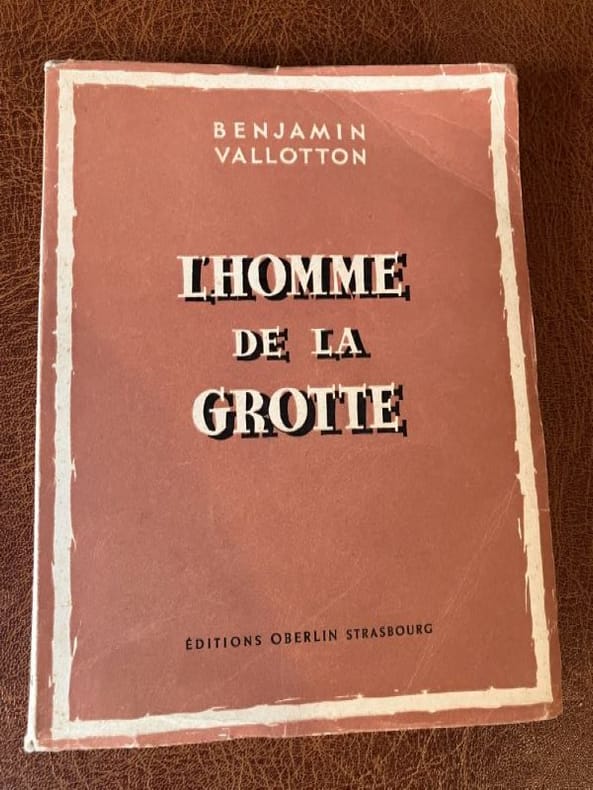 BENJAMIN
VALLOTTON
L'HOMME
DE LA
GROTTE
ÉDITIONS OBERLIN STRASBOURG